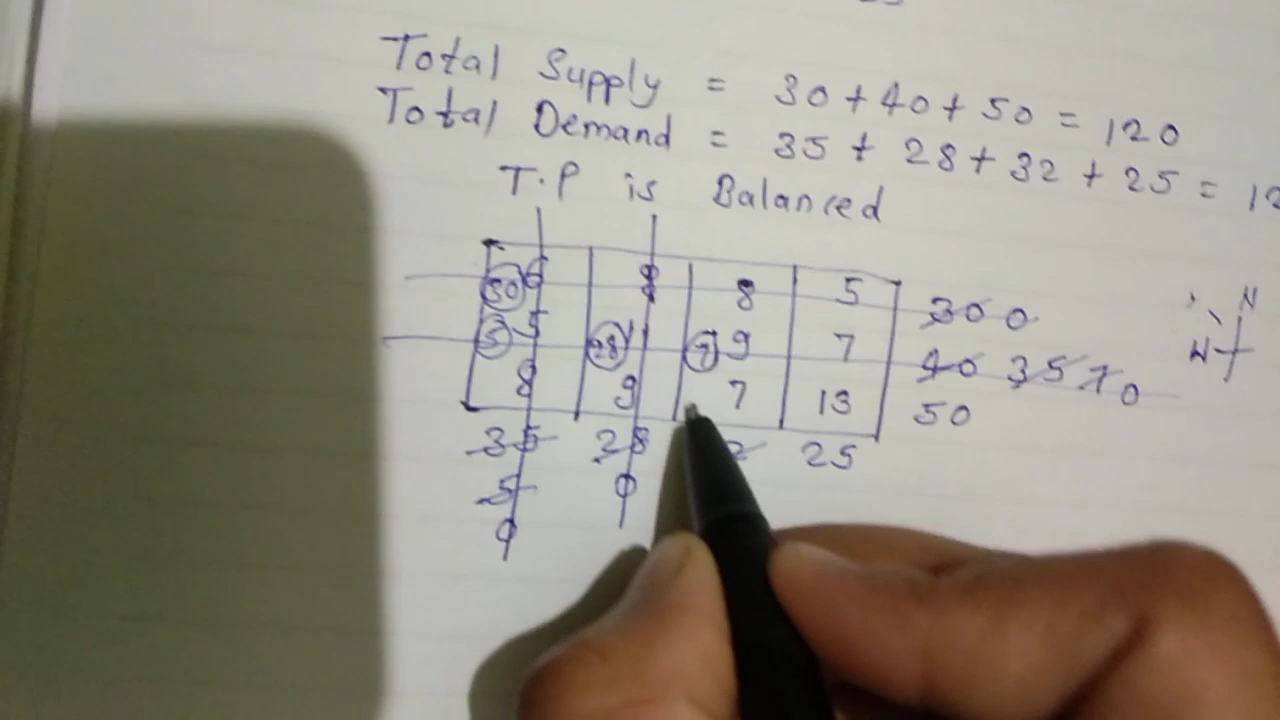 Total Supply = 30 + 40 + 50 = 120
Total Demand = 35 + 28 + 32 + 25 = 12
T.P is Balanced
30 6 8 5 30 0
5 5 28 7 9 7 40 35 7 0
8 9 7 13 50
35 28 2 25
5 0
0
N